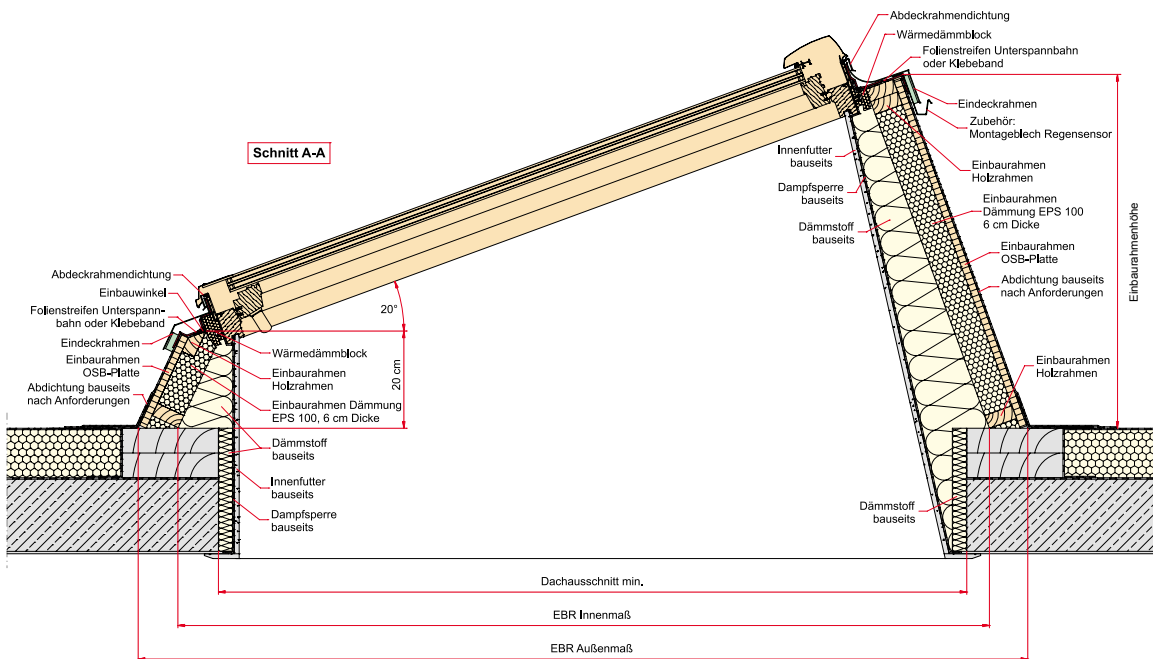 Abdeckrahmendichtung
Wärmedämmblock
Folienstreifen Unterspannbahn
oder Klebeband
Eindeckrahmen
Zubehör:
Montageblech Regensensor
Einbaurahmen
Holzrahmen
Einbaurahmen
Dämmung EPS 100
6 cm Dicke
Einbaurahmen
OSB-Platte
Abdichtung bauseits
nach Anforderungen
Einbaurahmen
Holzrahmen
Einbaurahmenhöhe
Schnitt A-A
Innenfutter
bauseits
Dampfsperre
bauseits
Dämmstoff
bauseits
Abdeckrahmendichtung
Einbauwinkel
Folienstreifen Unterspann-
bahn oder Klebeband
Eindeckrahmen
Einbaurahmen
OSB-Platte
Abdichtung bauseits
nach Anforderungen
20°
20 cm
Wärmedämmblock
Einbaurahmen
Holzrahmen
Einbaurahmen Dämmung
EPS 100, 6 cm Dicke
Dämmstoff
bauseits
Innenfutter
bauseits
Dampfsperre
bauseits
Dämmstoff
bauseits
Dachausschnitt min.
EBR Innenmaß
EBR Außenmaß